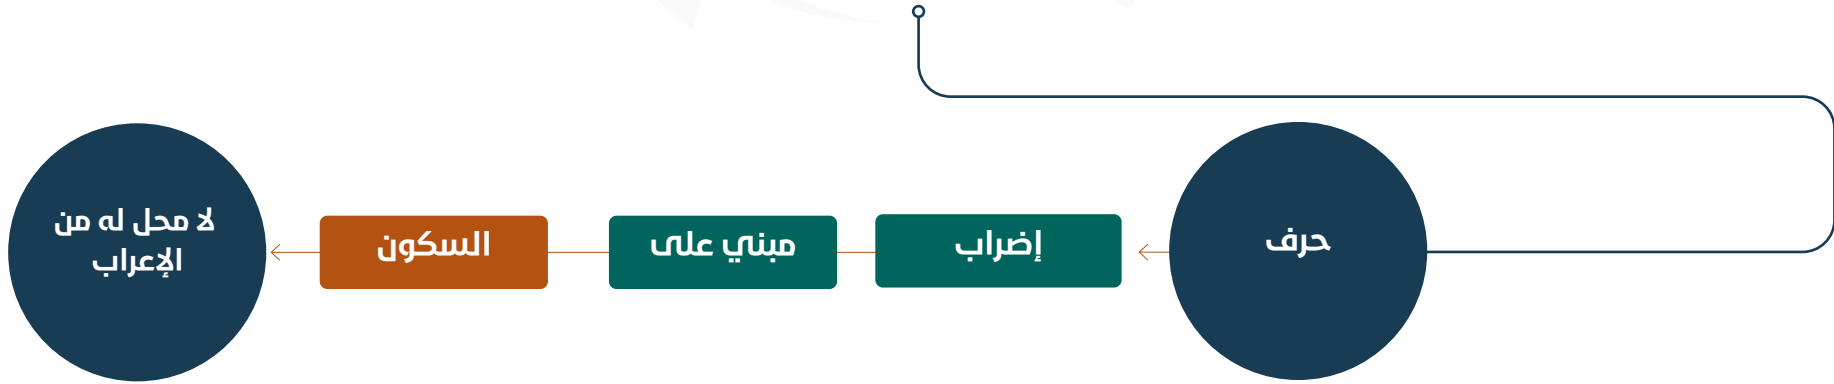 حرف
إضراب
مبني على
السكون
لا محل له من
الإعراب